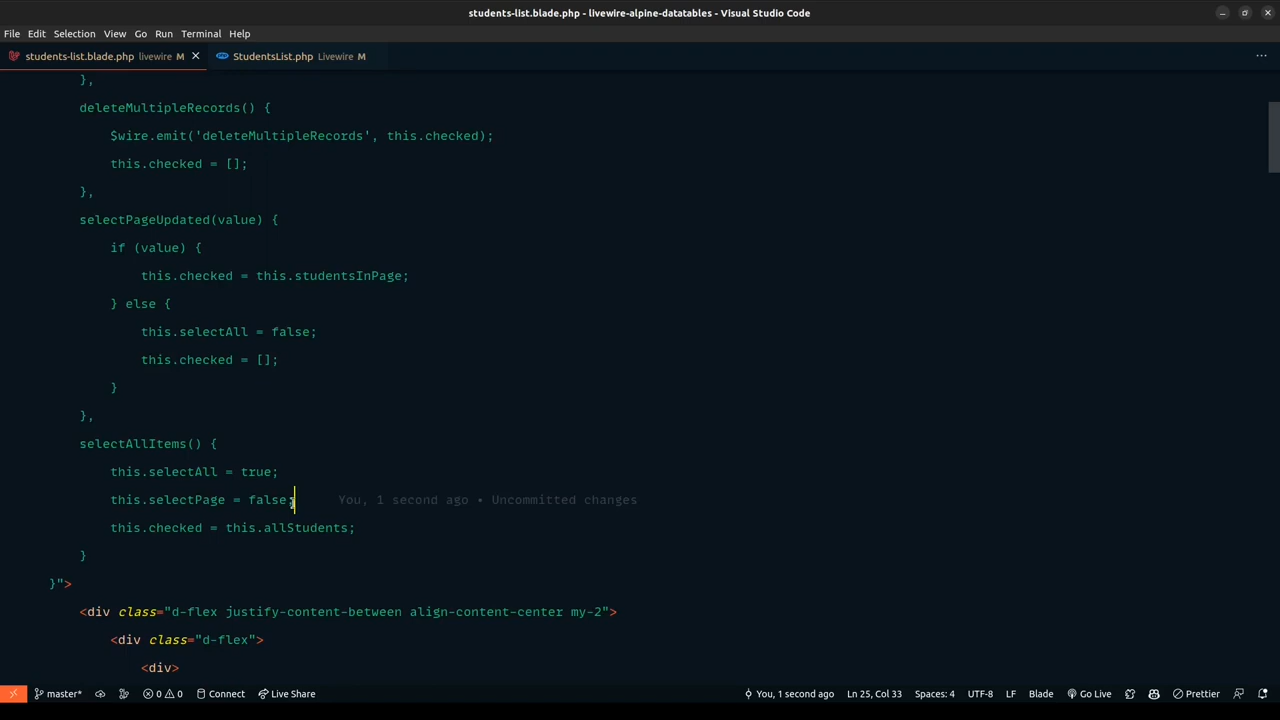 students-list.blade.php - livewire-alpine-datatables - Visual Studio Code
File Edit Selection View Go Run Terminal Help
students-list.blade.php livewire M StudentsList.php Livewire M
},
deleteMultipleRecords() {
$wire.emit('deleteMultipleRecords', this.checked);
this.checked = [];
},
selectPageUpdated(value) {
if (value) {
this.checked = this.studentsInPage;
} else {
this.selectAll = false;
this.checked = [];
}
},
selectAllItems() {
this.selectAll = true;
this.selectPage = false; You, 1 second ago • Uncommitted changes
this.checked = this.allStudents;
}
}">
<div class="d-flex justify-content-between align-content-center my-2">
<div class="d-flex">
<div>
master* 0 0 Connect Live Share You, 1 second ago Ln 25, Col 33 Spaces: 4 UTF-8 LF Blade Go Live Prettier